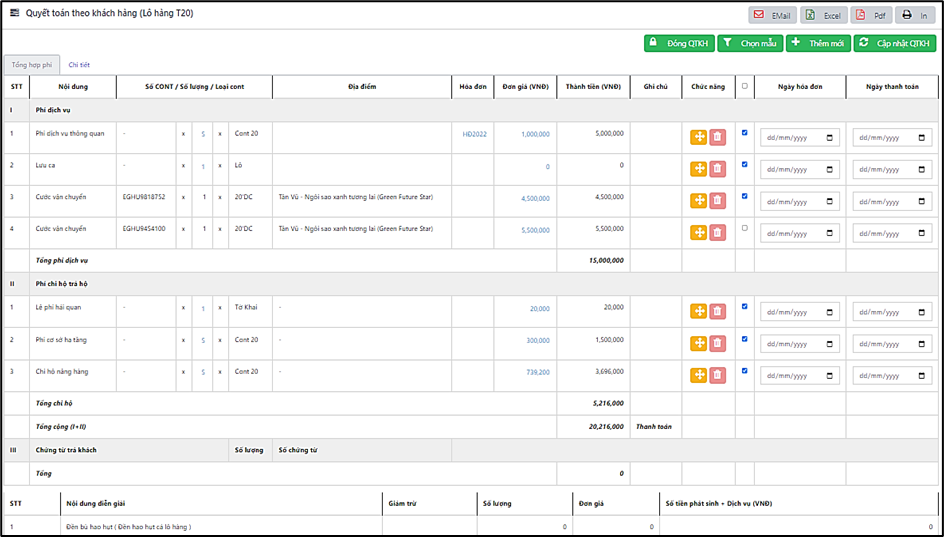 Quyết toán theo khách hàng (Lô hàng T20)
EMail Excel Pdf In
Đóng QTKH Chọn mẫu Thêm mới Cập nhật QTKH
Tổng hợp phí Chi tiết
STT Nội dung Số CONT / Số lượng / Loại cont Địa điểm Hóa đơn Đơn giá (VNĐ) Thành tiền (VNĐ) Ghi chú Chức năng Ngày hóa đơn Ngày thanh toán
I Phí dịch vụ
1 Phí dịch vụ thông quan - x 5 x Cont 20 HĐ2022 1,000,000 5,000,000 dd/mm/yyyy dd/mm/yyyy
2 Lưu ca - x 1 x Lô 0 0 dd/mm/yyyy dd/mm/yyyy
3 Cước vận chuyển EGHU9818752 x 1 x 20'DC Tân Vũ - Ngôi sao xanh tương lai (Green Future Star) 4,500,000 4,500,000 dd/mm/yyyy dd/mm/yyyy
4 Cước vận chuyển EGHU9454100 x 1 x 20'DC Tân Vũ - Ngôi sao xanh tương lai (Green Future Star) 5,500,000 5,500,000 dd/mm/yyyy dd/mm/yyyy
Tổng phí dịch vụ 15,000,000
II Phí chi hộ trả hộ
1 Lệ phí hải quan - x 1 x Tờ Khai - 20,000 20,000 dd/mm/yyyy dd/mm/yyyy
2 Phí cơ sở hạ tầng - x 5 x Cont 20 - 300,000 1,500,000 dd/mm/yyyy dd/mm/yyyy
3 Chi hộ nâng hàng - x 5 x Cont 20 - 739,200 3,696,000 dd/mm/yyyy dd/mm/yyyy
Tổng chi hộ 5,216,000
Tổng cộng (I+II) 20,216,000 Thanh toán
III Chứng từ trả khách Số lượng Số chứng từ
Tổng 0
STT Nội dung diễn giải Giảm trừ Số lượng Đơn giá Số tiền phát sinh + Dịch vụ (VNĐ)
1 Đền bù hao hụt ( Đền hao hụt cả lô hàng ) 0 0 0